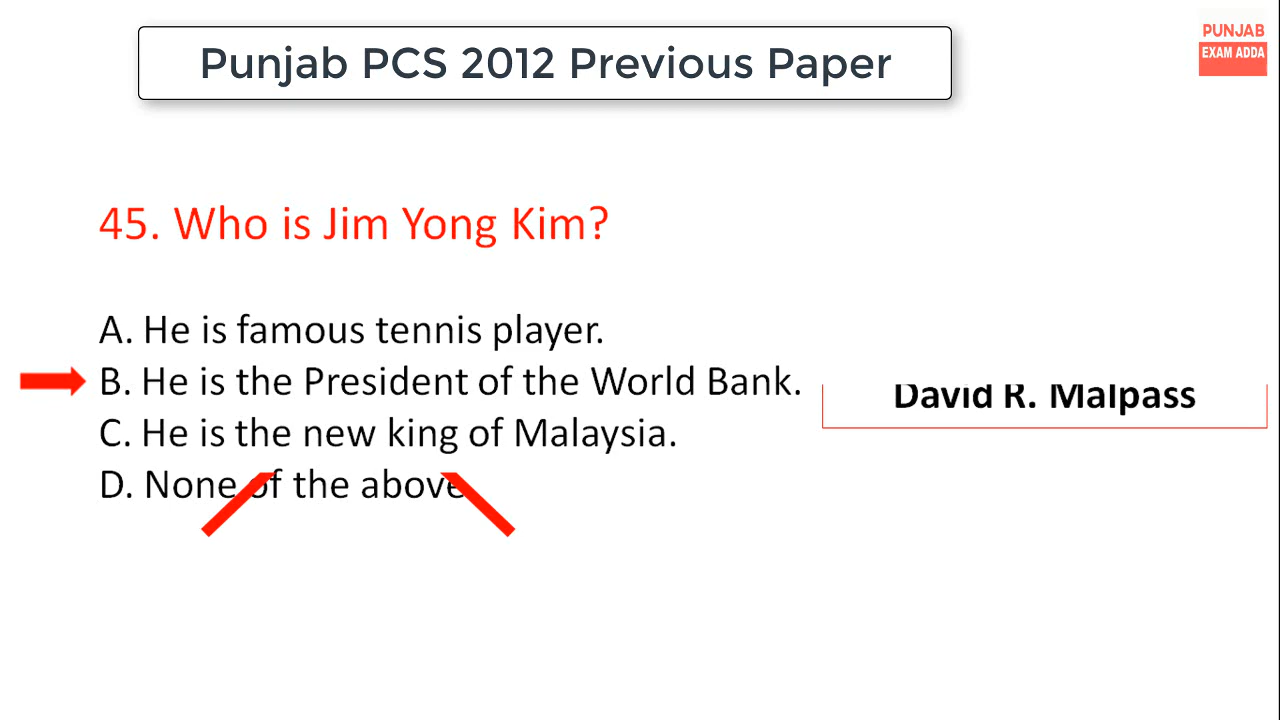 Punjab PCS 2012 Previous Paper
PUNJAB
EXAM ADDA
45. Who is Jim Yong Kim?
A. He is famous tennis player.
B. He is the President of the World Bank.
David R. Malpass
C. He is the new king of Malaysia.
D. None of the above